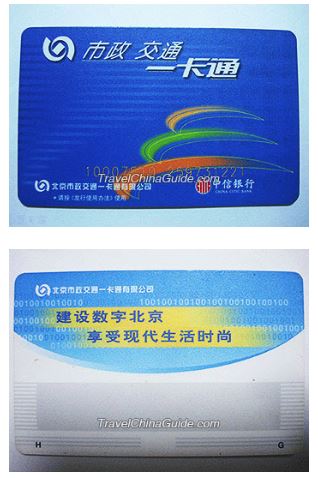 市政 交通
一卡通
TravelChinaGuide.com
北京市政交通一卡通有限公司
中信银行
CITIC BANK
北京市政交通一卡通有限公司
建设数字北京
享受现代生活时尚
TravelChinaGuide.com
H
G